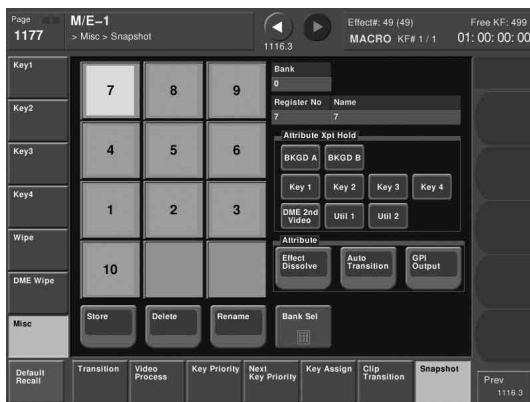 Page
1177
M/E–1
> Misc > Snapshot
1116.3
Effect#: 49 (49)
MACRO KF# 1 / 1
Free KF: 499
01: 00: 00: 00
Key1
Key2
Key3
Key4
Wipe
DME Wipe
Misc
Default
Recall
7
8
9
4
5
6
1
2
3
10
Store
Delete
Rename
Bank Sel
Bank
0
Register No
Name
7
7
Attribute Xpt Hold
BKGD A
BKGD B
Key 1
Key 2
Key 3
Key 4
DME 2nd
Video
Util 1
Util 2
Attribute
Effect
Dissolve
Auto
Transition
GPI
Output
Transition
Video
Process
Key Priority
Next
Key Priority
Key Assign
Clip
Transition
Snapshot
Prev
1116.3